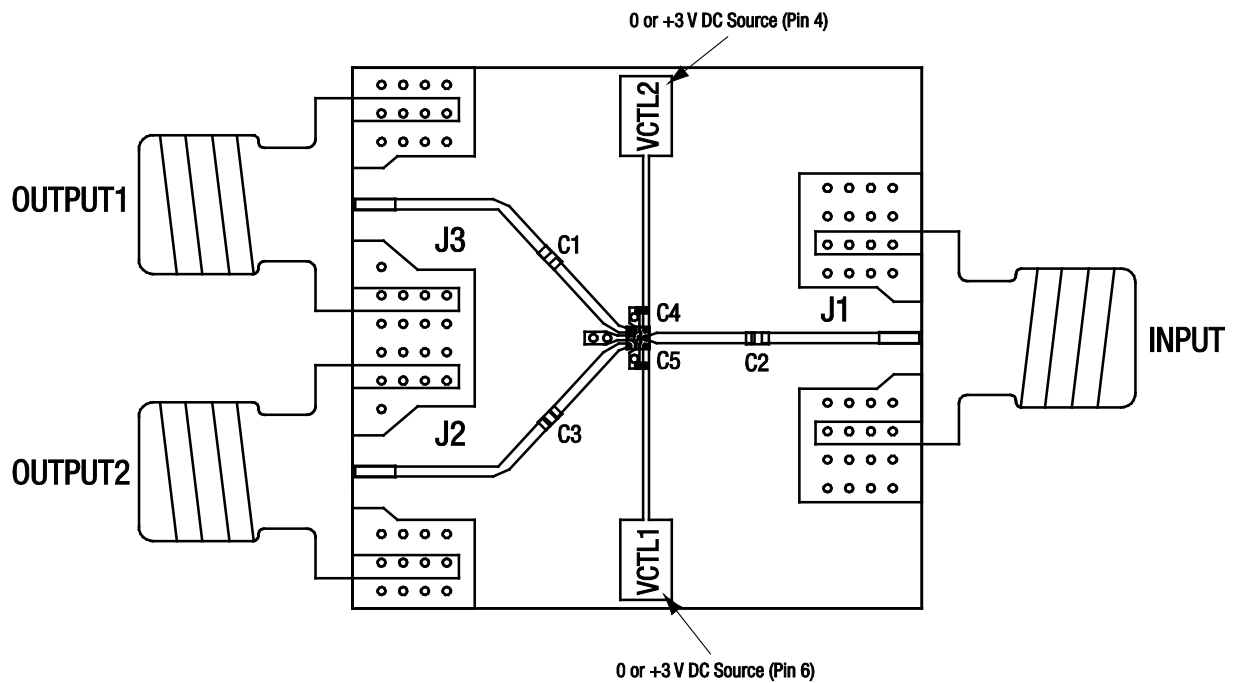 0 or +3 V DC Source (Pin 4)
VCTL2
OUTPUT1
J3
C1
C4
J1
INPUT
C5
C2
J2
C3
OUTPUT2
VCTL1
0 or +3 V DC Source (Pin 6)